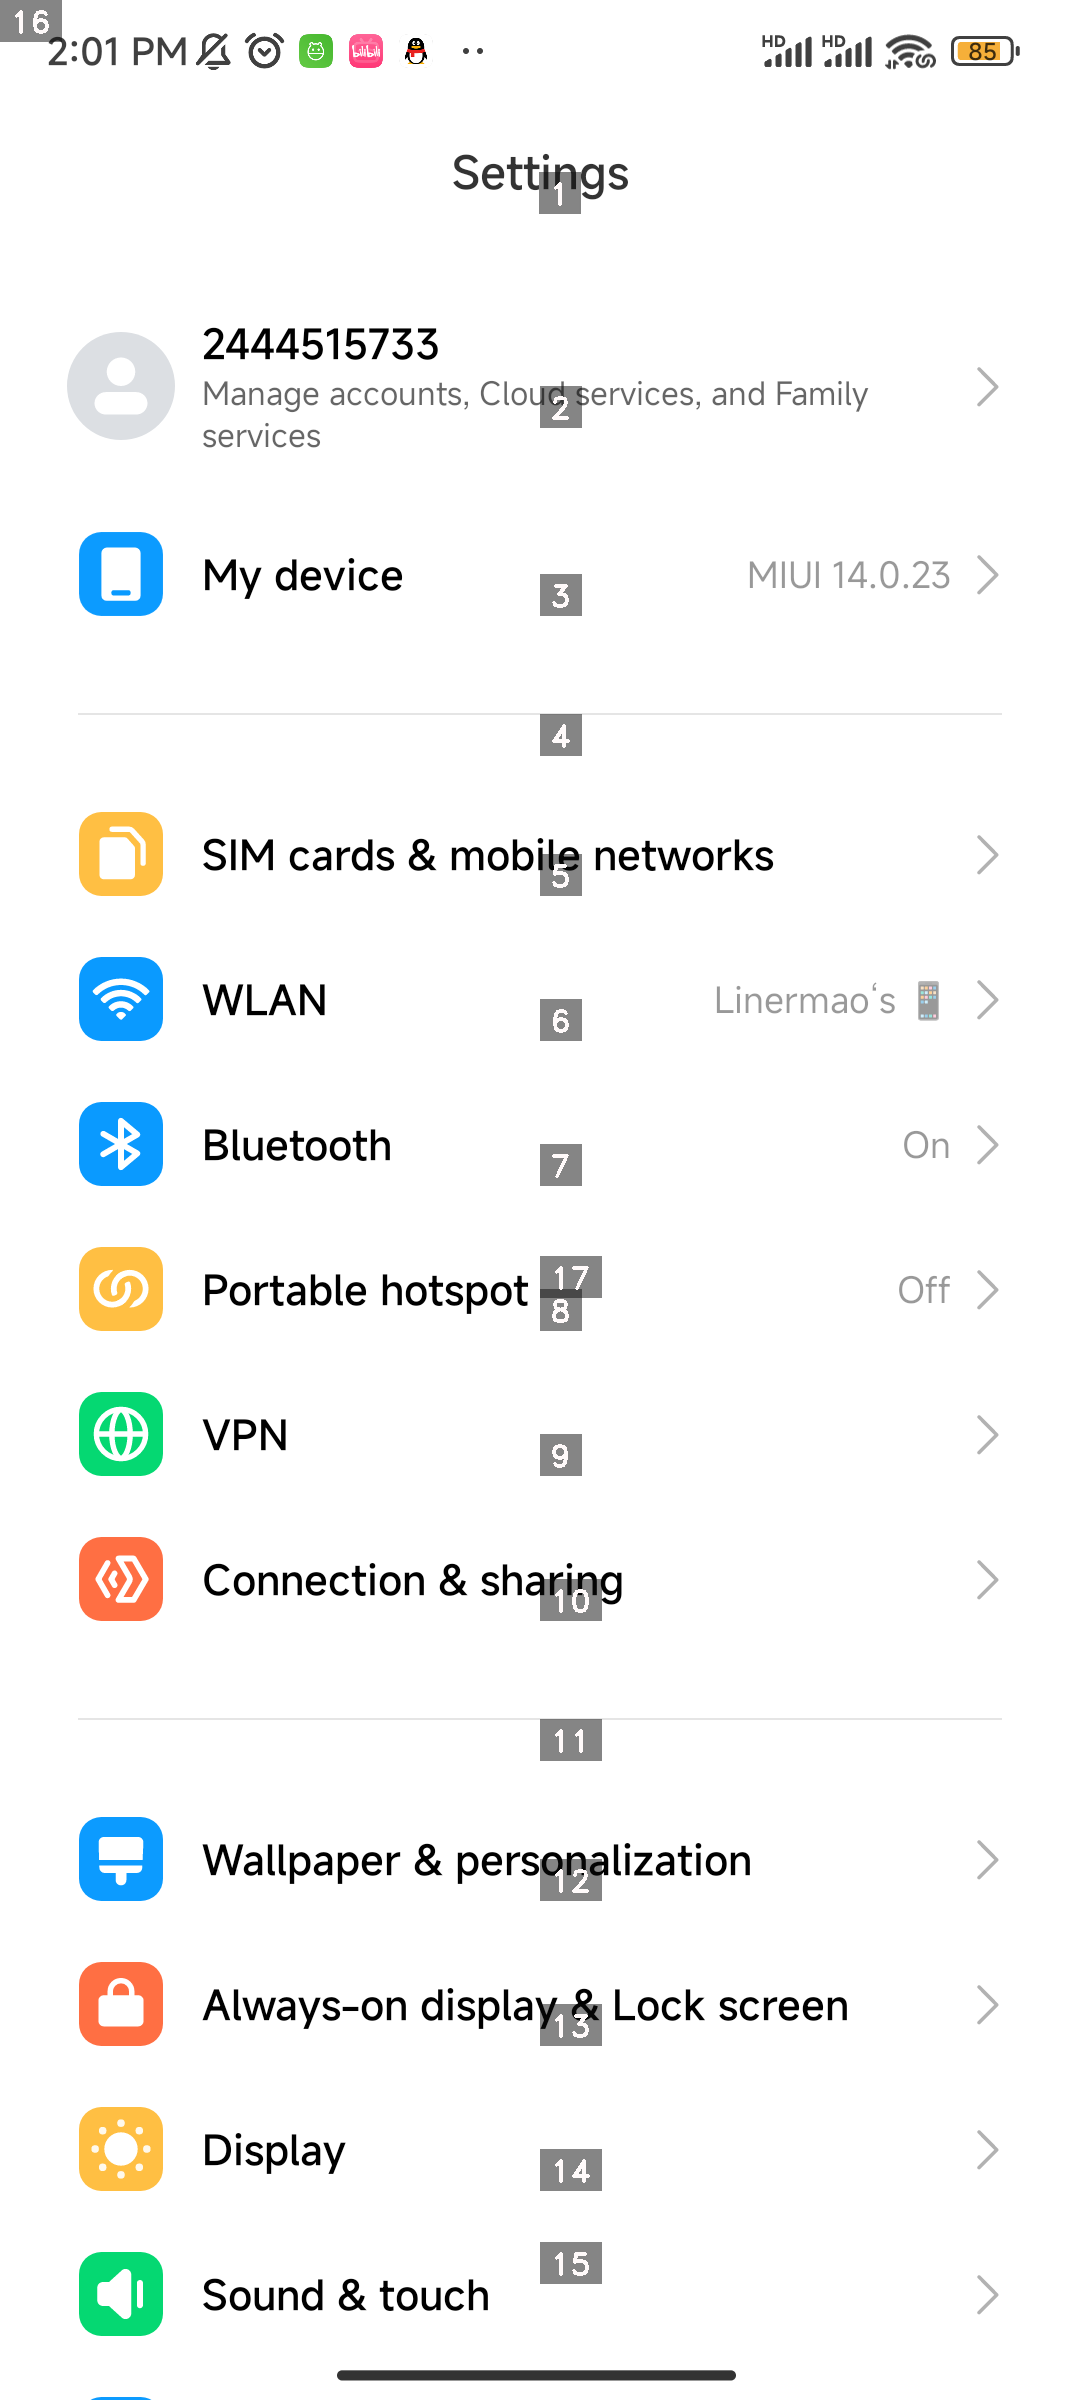 16
2:01 PM
bilibili
HD
HD
85
Settings
1
2444515733
Manage accounts, Cloud services, and Family
services
2
My device
3
MIUI 14.0.23
4
SIM cards & mobile networks
5
WLAN
6
Linermao‘s 📱
Bluetooth
7
On
17
Portable hotspot
8
Off
VPN
9
Connection & sharing
10
11
Wallpaper & personalization
12
Always-on display & Lock screen
13
Display
14
15
Sound & touch